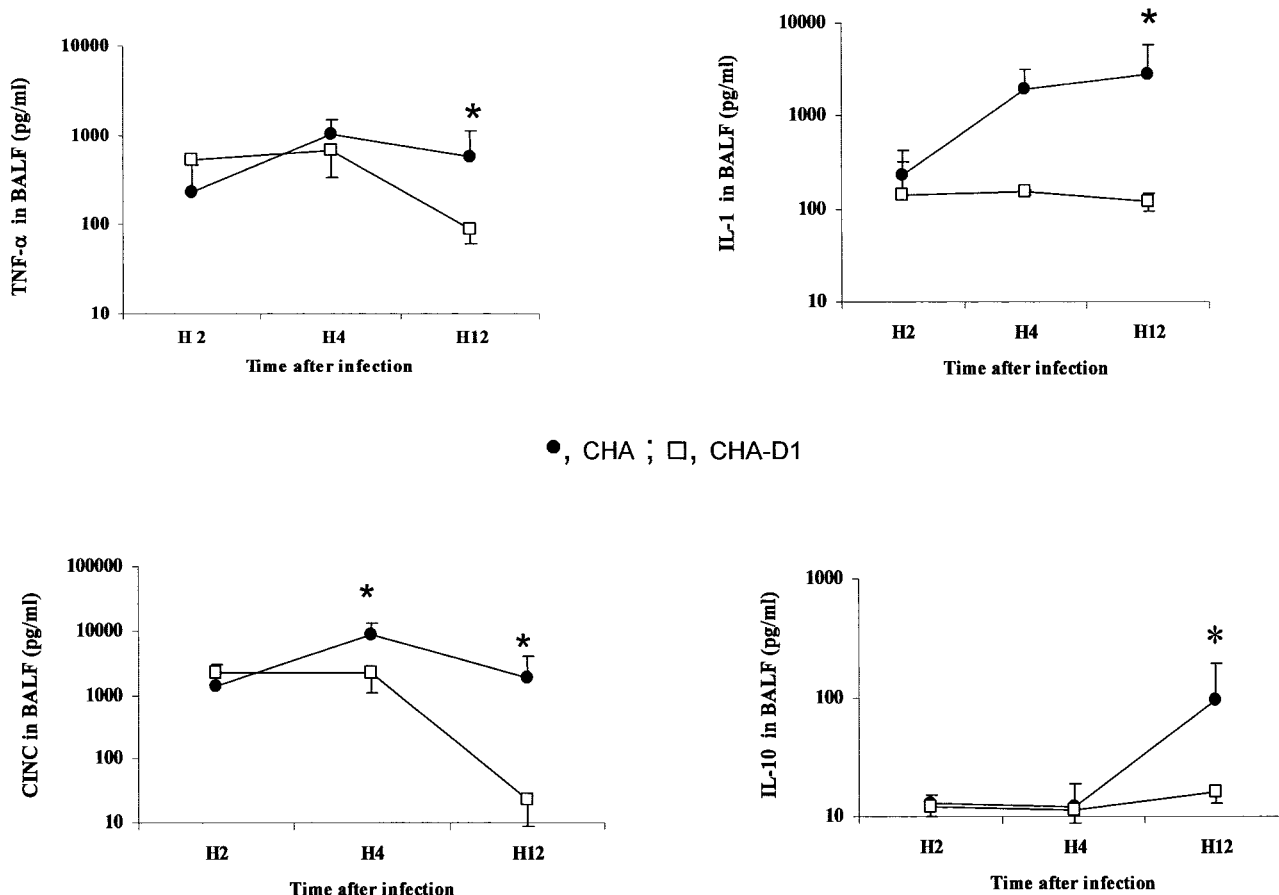 TNF-α in BALF (pg/ml)
10000
1000
100
10
*
H 2 H4 H12
Time after infection
IL-1 in BALF (pg/ml)
10000
1000
100
10
*
H2 H4 H12
Time after infection
●, CHA ; □, CHA-D1
CINC in BALF (pg/ml)
100000
10000
1000
100
10
*
*
H2 H4 H12
Time after infection
IL-10 in BALF (pg/ml)
1000
100
10
*
H2 H4 H12
Time after infection